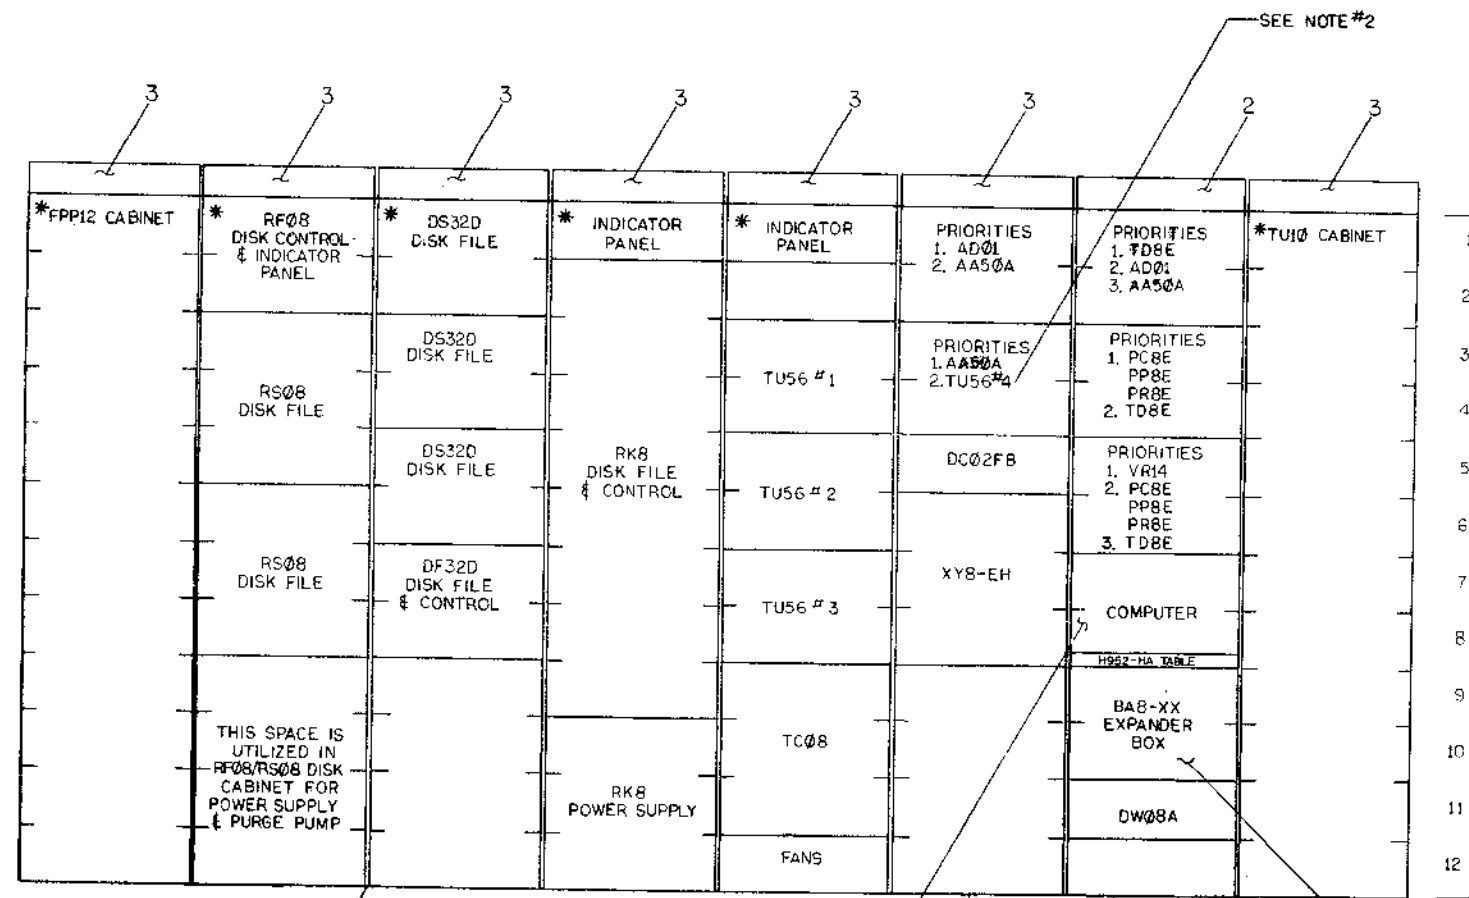 SEE NOTE #2
3 3 3 3 3 3 2 3
*FPP12 CABINET
* RFØ8
DISK CONTROL
& INDICATOR
PANEL
RSØ8
DISK FILE
RSØ8
DISK FILE
THIS SPACE IS
UTILIZED IN
RFØ8/RSØ8 DISK
CABINET FOR
POWER SUPPLY
& PURGE PUMP
* DS32D
DISK FILE
DS32D
DISK FILE
DS32D
DISK FILE
DF32D
DISK FILE
& CONTROL
* INDICATOR
PANEL
RK8
DISK FILE
& CONTROL
RK8
POWER SUPPLY
* INDICATOR
PANEL
TU56 #1
TU56 #2
TU56 #3
TCØ8
FANS
PRIORITIES
1. ADØ1
2. AA5ØA
PRIORITIES
1. AA5ØA
2. TU56#4
DCØ2FB
XY8-EH
PRIORITIES
1. TD8E
2. ADØ1
3. AA5ØA
PRIORITIES
1. PC8E
PP8E
PR8E
2. TD8E
PRIORITIES
1. VR14
2. PC8E
PP8E
PR8E
3. TD8E
COMPUTER
H952-HA TABLE
BA8-XX
EXPANDER
BOX
DWØ8A
*TU1Ø CABINET
1
2
3
4
5
6
7
8
9
10
11
12